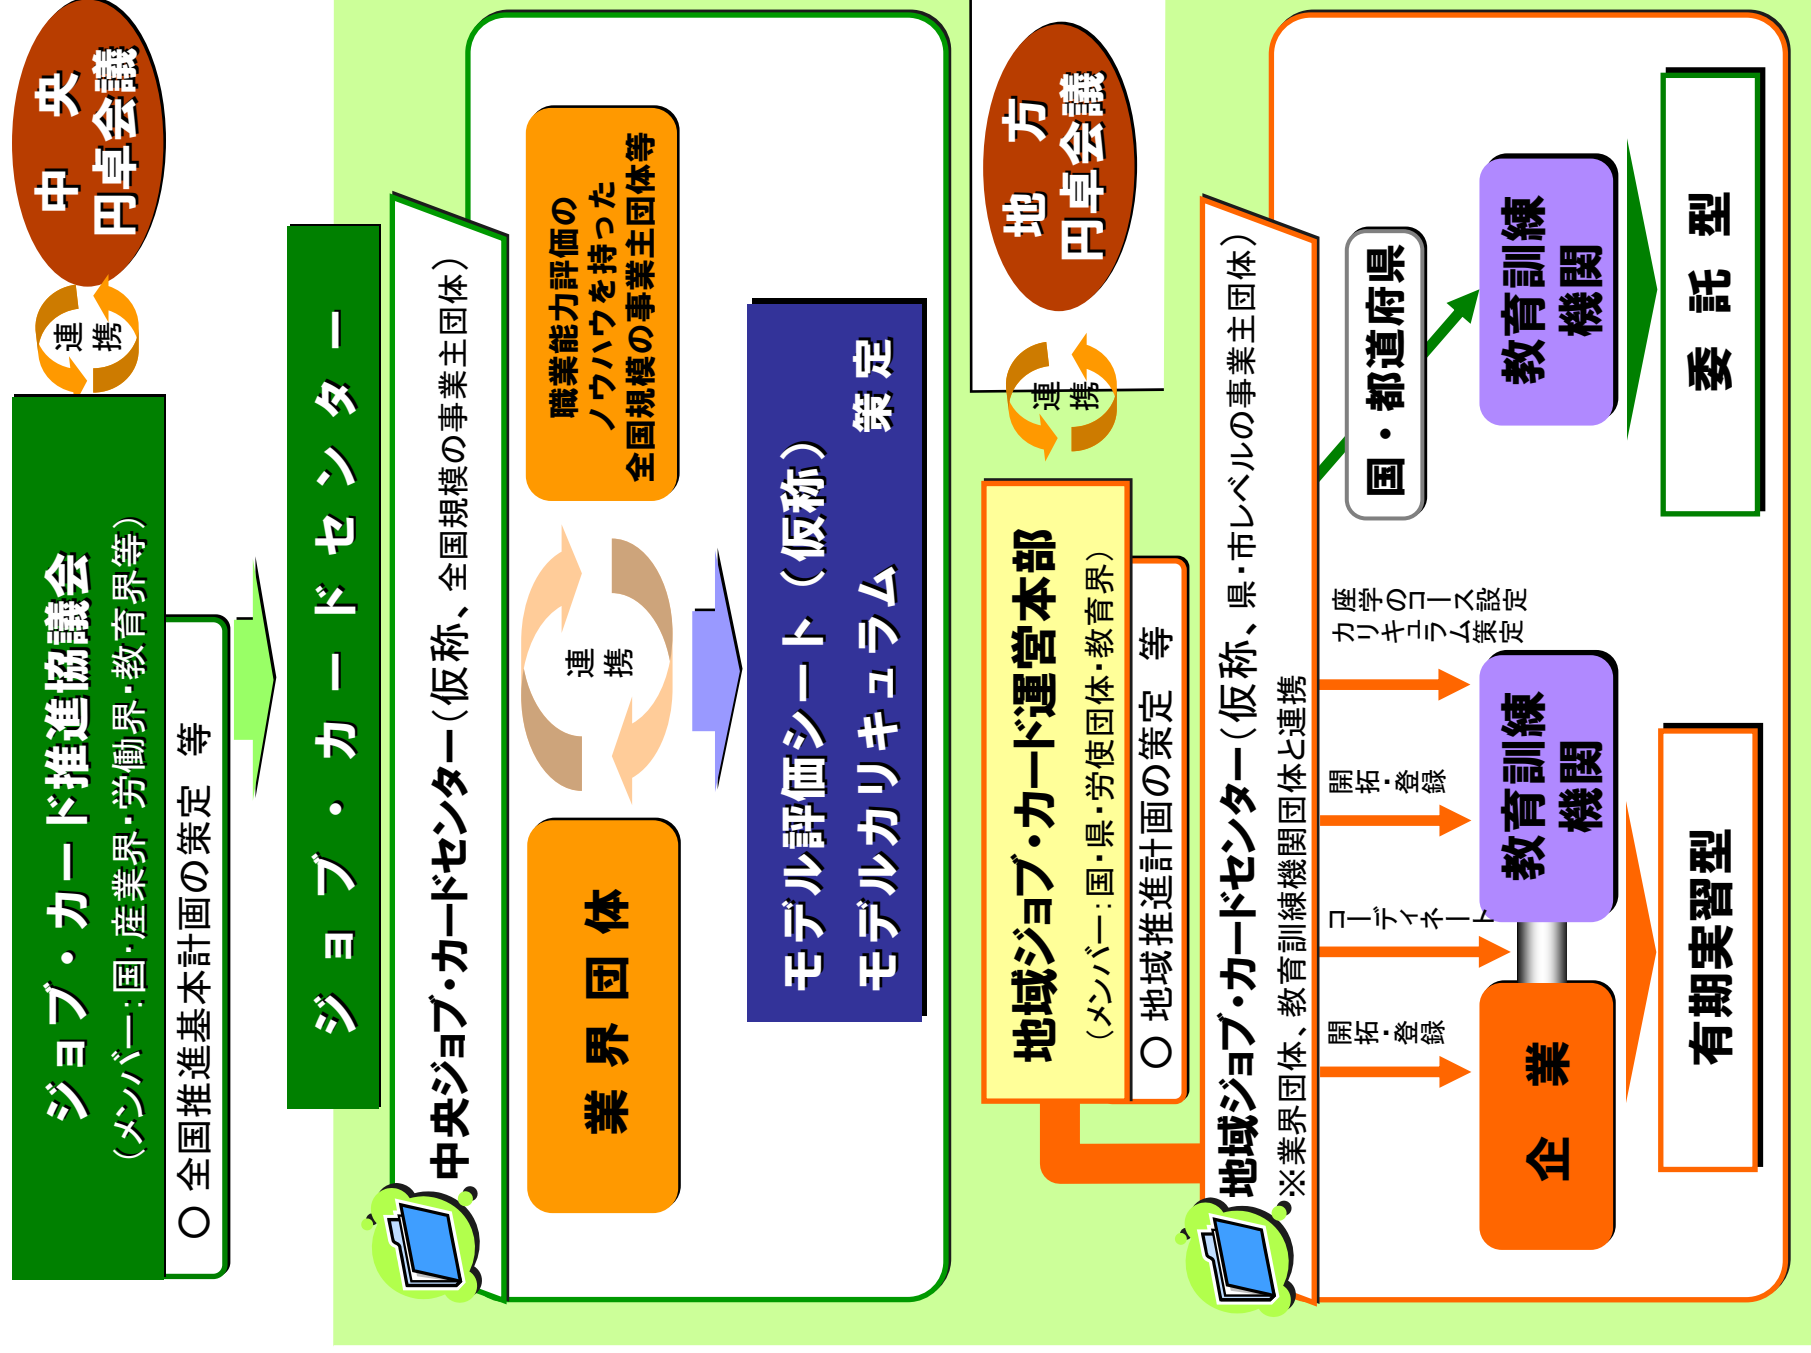 ジョブ・カード推進協議会
（メンバー：国・産業界・労働界・教育界等）
連
携
中　央
円卓会議
○ 全国推進基本計画の策定　等
ジョブ・カードセンター
中央ジョブ・カードセンター（仮称、全国規模の事業主団体）
業界団体
連
携
職業能力評価の
ノウハウを持った
全国規模の事業主団体等
モデル評価シート（仮称）
モデルカリキュラム　策定
地域ジョブ・カード運営本部
（メンバー：国・県・労使団体・教育界）
連
携
地　方
円卓会議
○ 地域推進計画の策定　等
地域ジョブ・カードセンター（仮称、県・市レベルの事業主団体）
※業界団体、教育訓練機関団体と連携
開拓・登録
コーディネート
開拓・登録
座学のコース設定
カリキュラム策定
国・都道府県
企　業
教育訓練
機関
教育訓練
機関
有期実習型
委　託　型